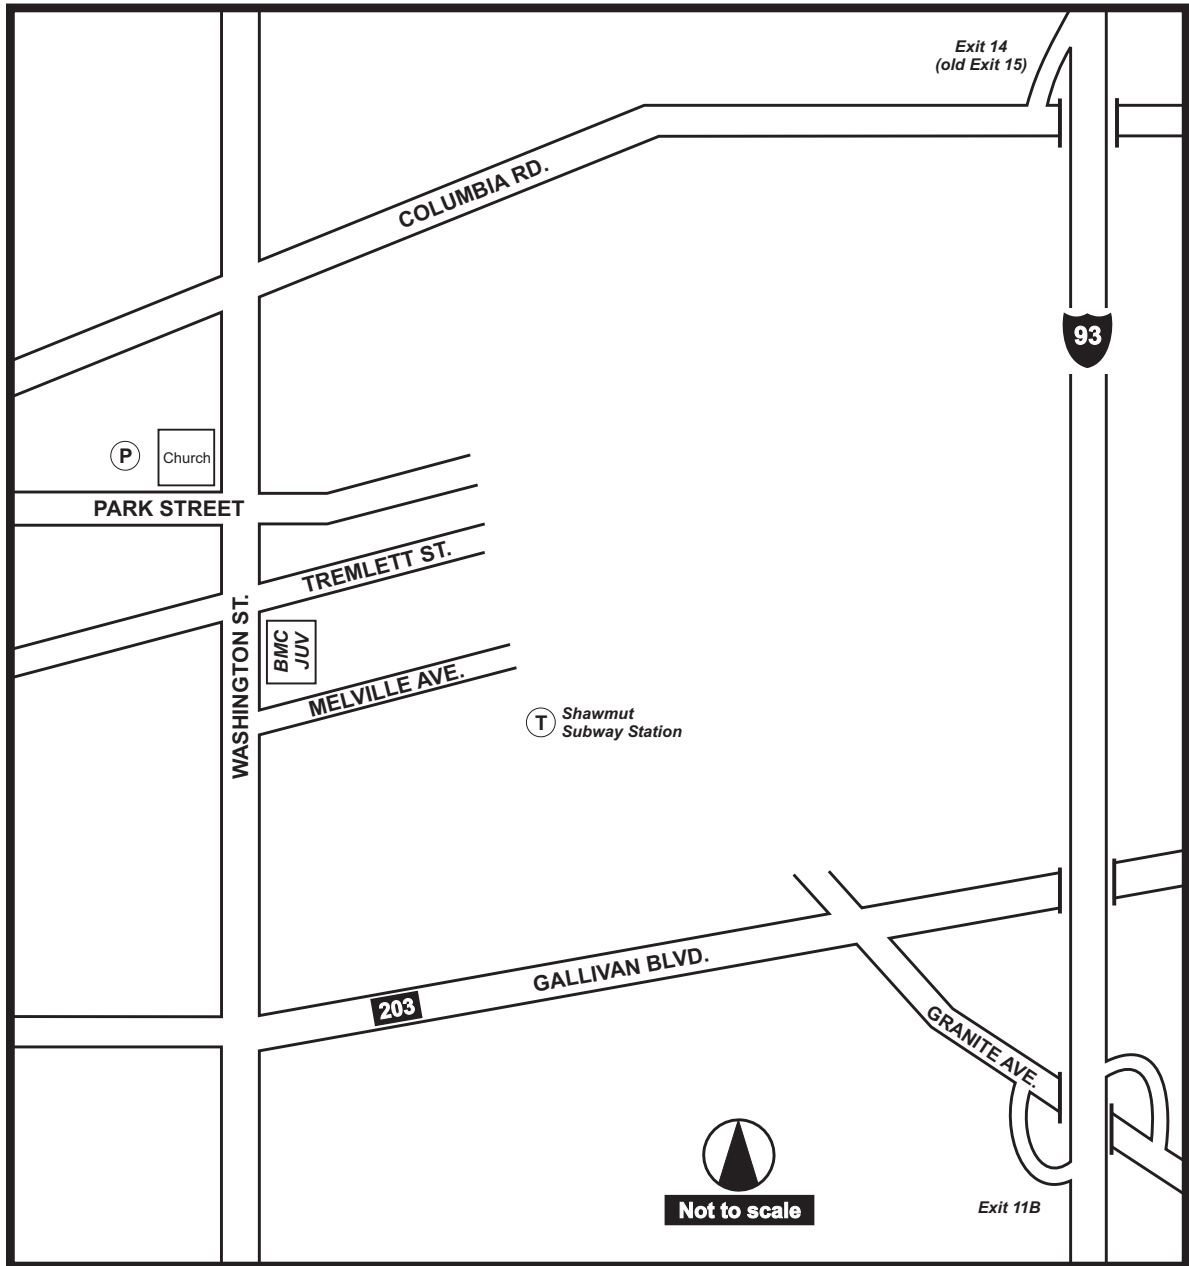 Exit 14
(old Exit 15)
COLUMBIA RD.
93
P
Church
PARK STREET
TREMLETT ST.
WASHINGTON ST.
BMC
JUV
MELVILLE AVE.
T
Shawmut
Subway Station
GALLIVAN BLVD.
203
GRANITE AVE.
Not to scale
Exit 11B